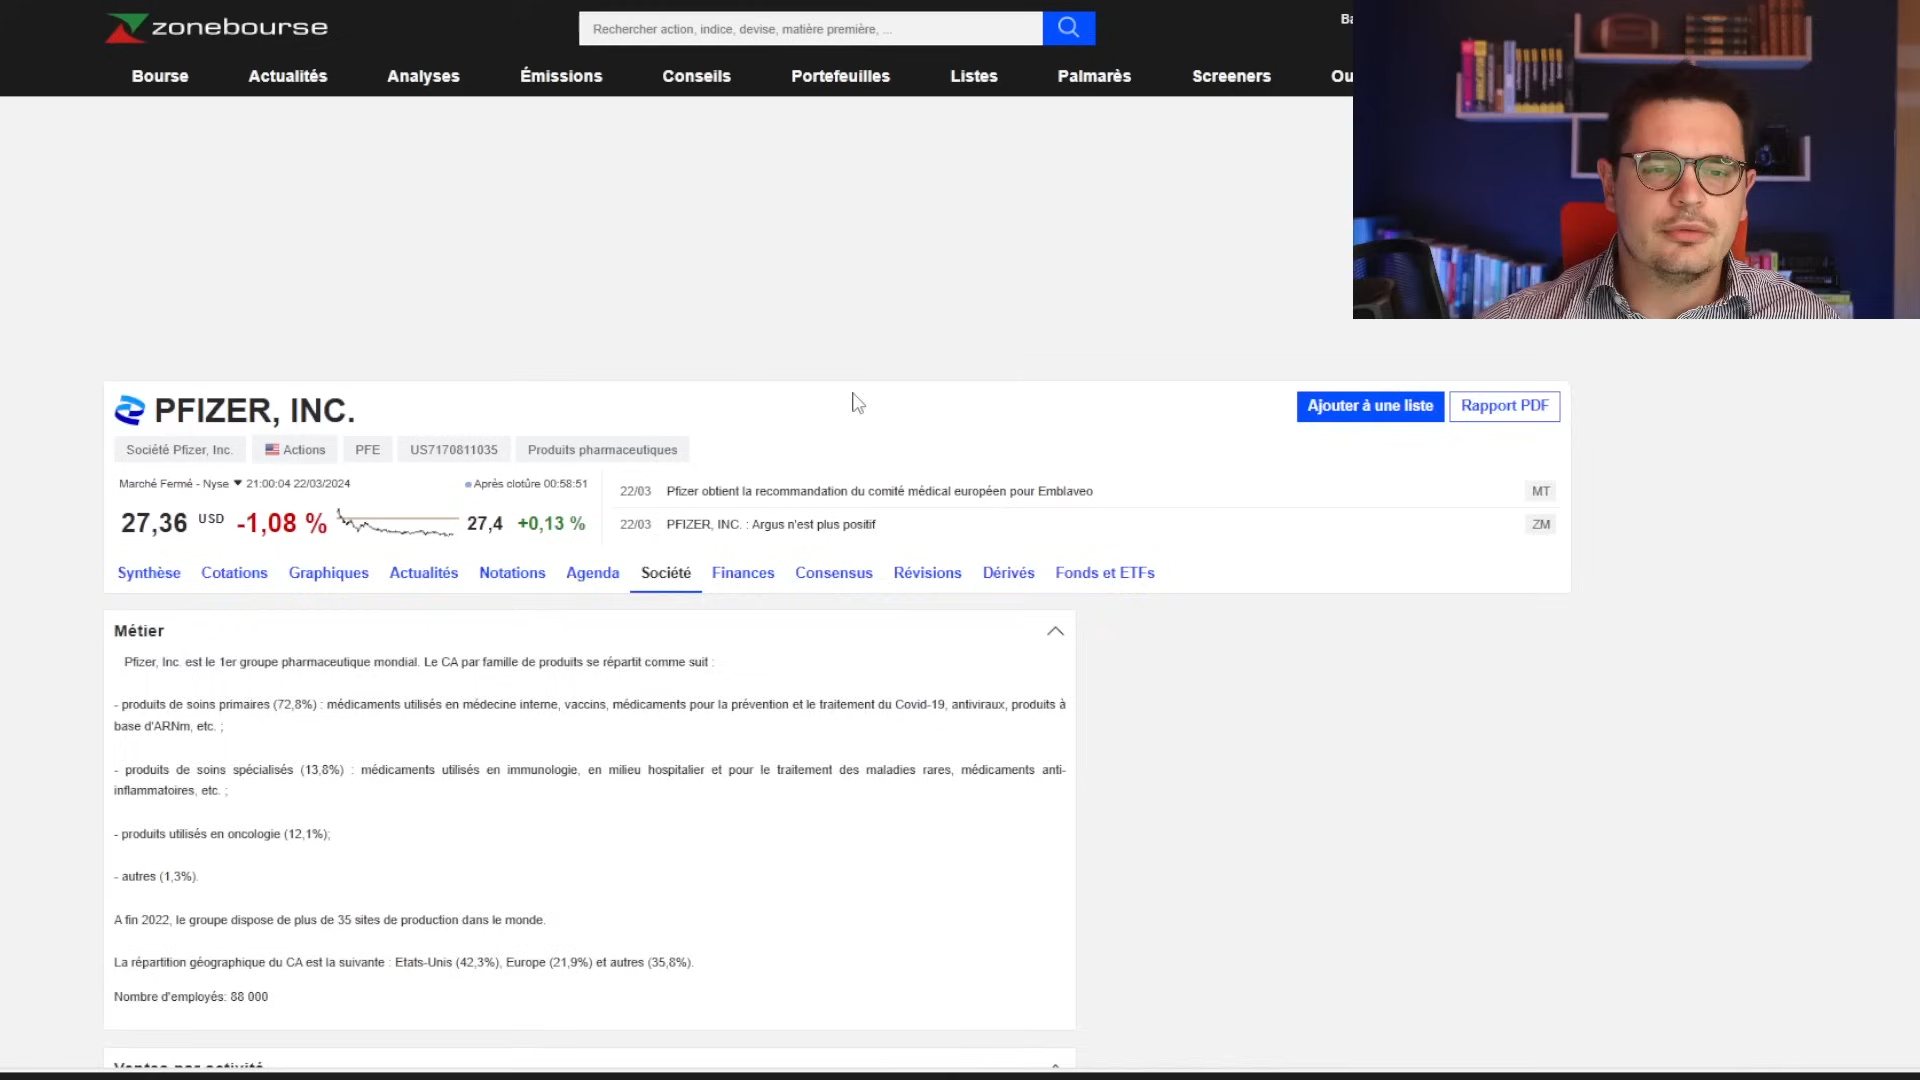 zonebourse
Rechercher action, indice, devise, matière première, ...
Ba
Bourse
Actualités
Analyses
Émissions
Conseils
Portefeuilles
Listes
Palmarès
Screeners
Ou
PFIZER, INC.
Ajouter à une liste
Rapport PDF
Société Pfizer, Inc.
Actions
PFE
US7170811035
Produits pharmaceutiques
Marché Fermé - Nyse
21:00:04 22/03/2024
Après clotûre 00:58:51
27,36 USD
-1,08 %
27,4
+0,13 %
22/03 Pfizer obtient la recommandation du comité médical européen pour Emblaveo MT
22/03 PFIZER, INC. : Argus n'est plus positif ZM
Synthèse
Cotations
Graphiques
Actualités
Notations
Agenda
Société
Finances
Consensus
Révisions
Dérivés
Fonds et ETFs
Métier
Pfizer, Inc. est le 1er groupe pharmaceutique mondial. Le CA par famille de produits se répartit comme suit :
- produits de soins primaires (72,8%) : médicaments utilisés en médecine interne, vaccins, médicaments pour la prévention et le traitement du Covid-19, antiviraux, produits à
base d'ARNm, etc. ;
- produits de soins spécialisés (13,8%) : médicaments utilisés en immunologie, en milieu hospitalier et pour le traitement des maladies rares, médicaments anti-
inflammatoires, etc. ;
- produits utilisés en oncologie (12,1%);
- autres (1,3%).
A fin 2022, le groupe dispose de plus de 35 sites de production dans le monde.
La répartition géographique du CA est la suivante : Etats-Unis (42,3%), Europe (21,9%) et autres (35,8%).
Nombre d'employés: 88 000
Ventes par activité